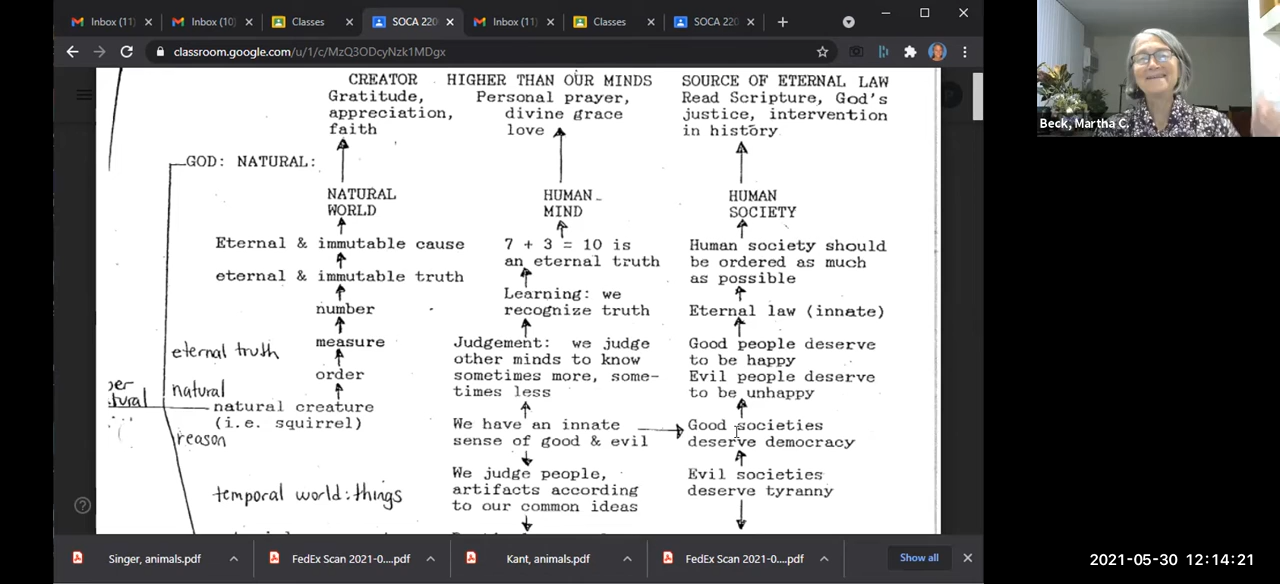 Inbox (11)
Inbox (10)
Classes
SOCA 220
Inbox (11)
Classes
SOCA 220
classroom.google.com/u/1/c/MzQ3ODcyNzk1MDgx
Beck, Martha C.
CREATOR HIGHER THAN OUR MINDS SOURCE OF ETERNAL LAW
Gratitude, Personal prayer, Read Scripture, God's
appreciation, divine grace justice, intervention
faith love in history
GOD: NATURAL:
NATURAL HUMAN HUMAN
WORLD MIND SOCIETY
Eternal & immutable cause 7 + 3 = 10 is Human society should
an eternal truth be ordered as much
eternal & immutable truth as possible
Learning: we
number recognize truth Eternal law (innate)
measure Judgement: we judge Good people deserve
eternal truth other minds to know to be happy
order sometimes more, some- Evil people deserve
natural times less to be unhappy
natural creature
(i.e. squirrel) We have an innate Good societies
reason sense of good & evil deserve democracy
We judge people, Evil societies
temporal world: things artifacts according deserve tyranny
to our common ideas
Singer, animals.pdf
FedEx Scan 2021-0....pdf
Kant, animals.pdf
FedEx Scan 2021-0....pdf
Show all
2021-05-30 12:14:21